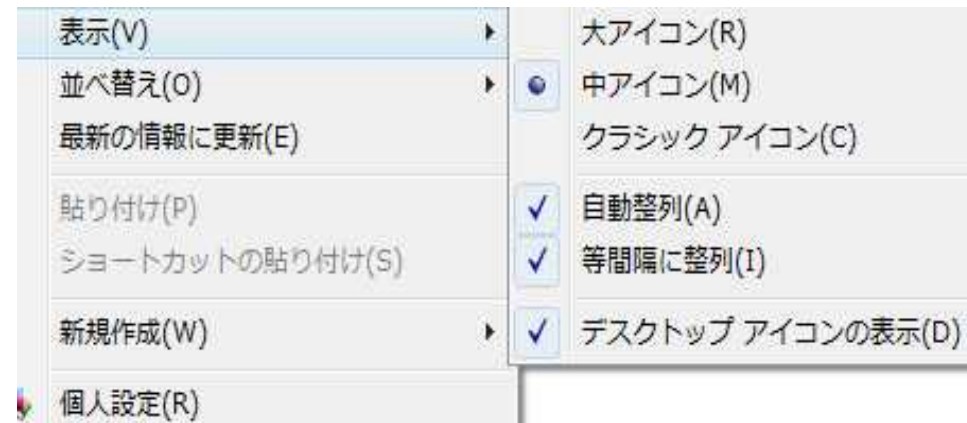 表示(V)
並べ替え(O)
最新の情報に更新(E)
貼り付け(P)
ショートカットの貼り付け(S)
新規作成(W)
個人設定(R)
大アイコン(R)
中アイコン(M)
クラシック アイコン(C)
自動整列(A)
等間隔に整列(I)
デスクトップ アイコンの表示(D)